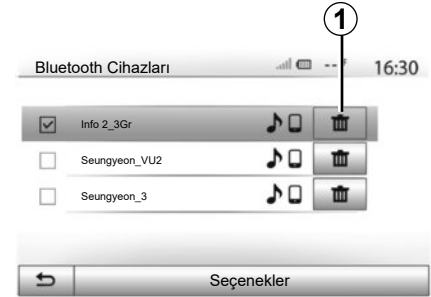 1
Bluetooth Cihazları -- ° 16:30
Info 2_3Gr
Seungyeon_VU2
Seungyeon_3
Seçenekler